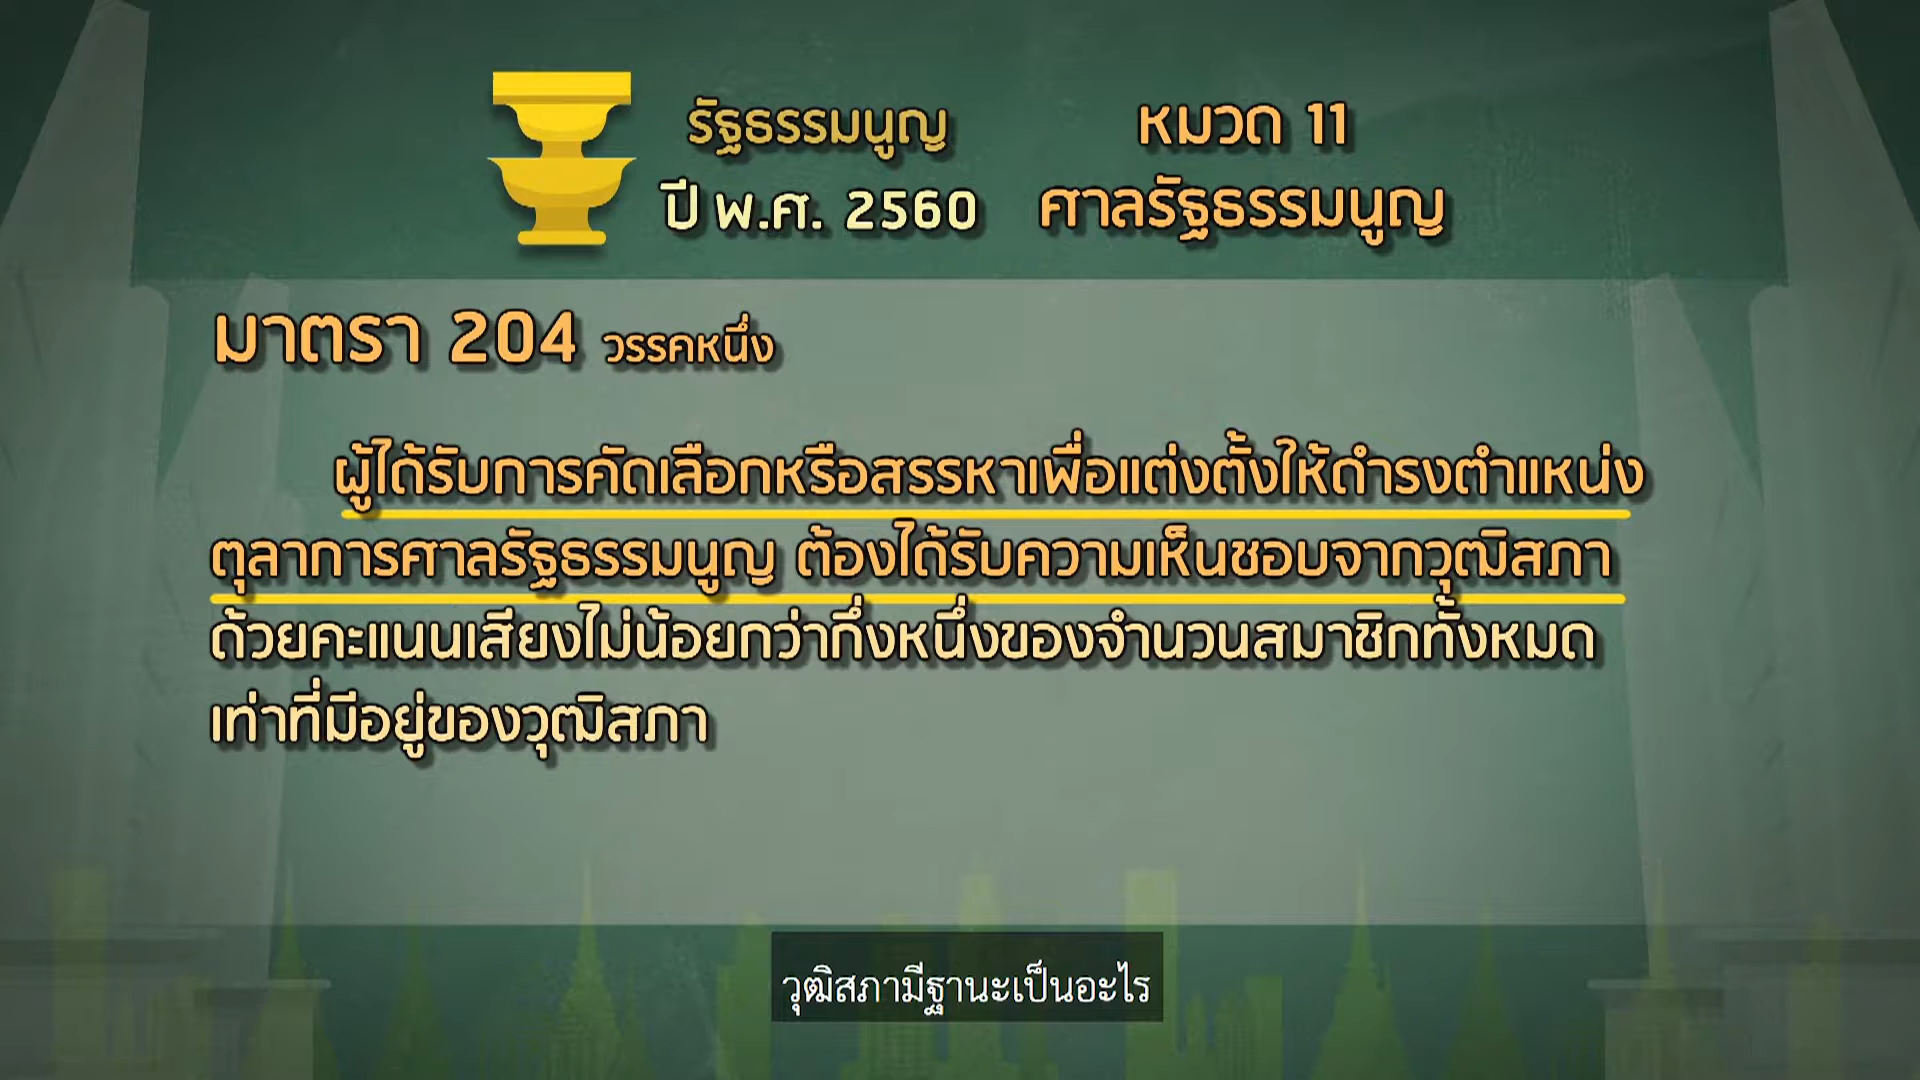 รัฐธรรมนูญ
ปี พ.ศ. 2560
หมวด 11
ศาลรัฐธรรมนูญ
มาตรา 204 วรรคหนึ่ง
ผู้ได้รับการคัดเลือกหรือสรรหาเพื่อแต่งตั้งให้ดำรงตำแหน่ง
ตุลาการศาลรัฐธรรมนูญ ต้องได้รับความเห็นชอบจากวุฒิสภา
ด้วยคะแนนเสียงไม่น้อยกว่ากึ่งหนึ่งของจำนวนสมาชิกทั้งหมด
เท่าที่มีอยู่ของวุฒิสภา
วุฒิสภามีฐานะเป็นอะไร